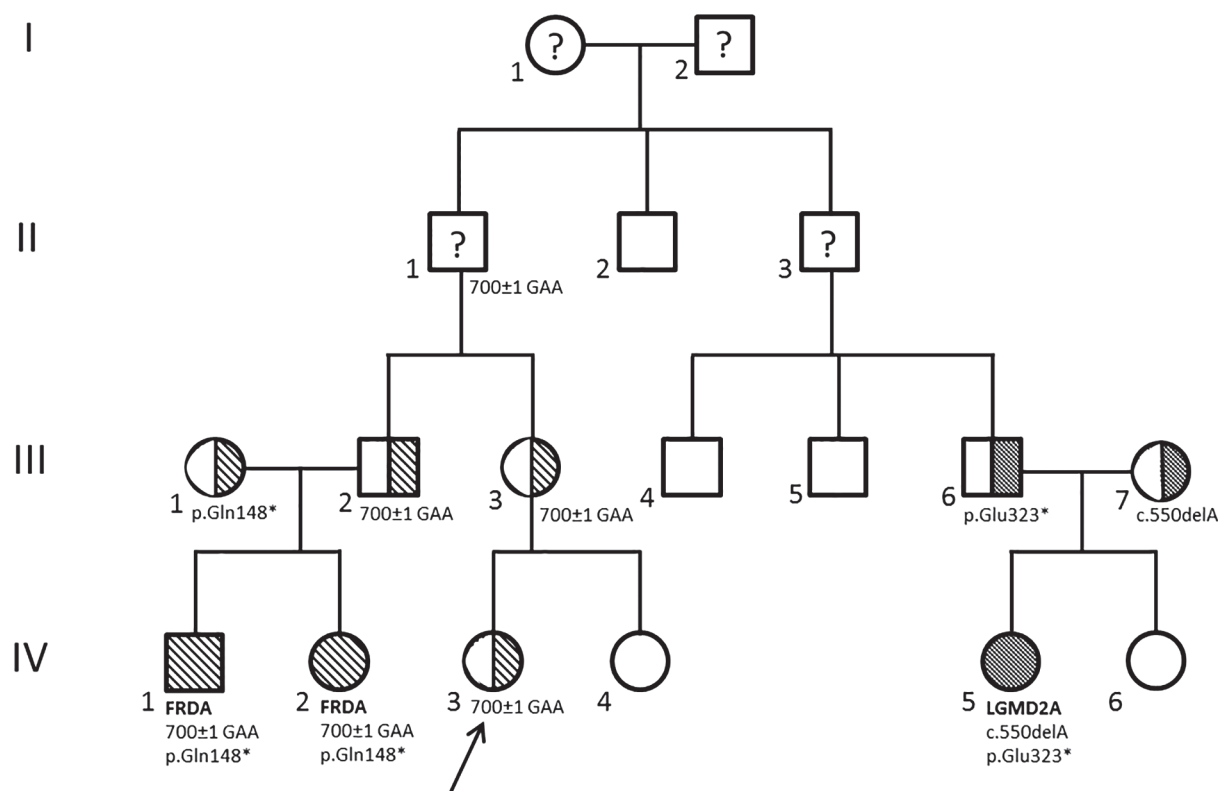 I
?
?
1
2
II
?
?
1
2
3
700±1 GAA
III
1
2
3
4
5
6
7
p.Gln148*
700±1 GAA
700±1 GAA
p.Glu323*
c.550delA
IV
1
2
3
4
5
6
FRDA
700±1 GAA
p.Gln148*
FRDA
700±1 GAA
p.Gln148*
700±1 GAA
LGMD2A
c.550delA
p.Glu323*